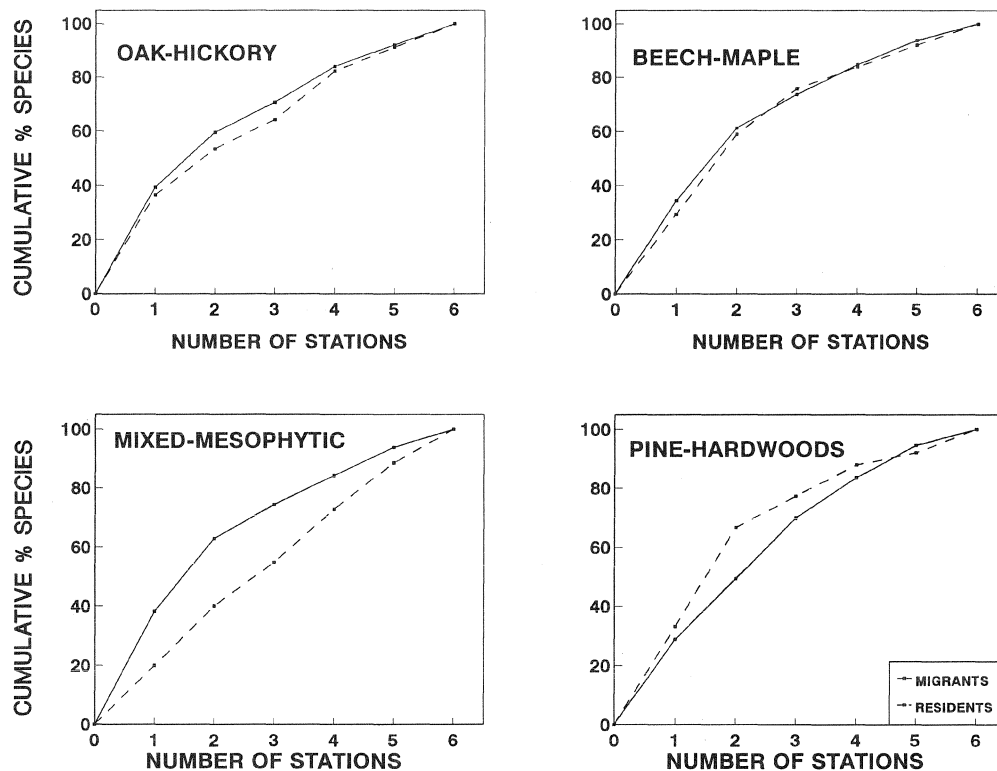 CUMULATIVE % SPECIES
100
80
60
40
20
0
OAK-HICKORY
0 1 2 3 4 5 6
NUMBER OF STATIONS
100
80
60
40
20
0
BEECH-MAPLE
0 1 2 3 4 5 6
NUMBER OF STATIONS
CUMULATIVE % SPECIES
100
80
60
40
20
0
MIXED-MESOPHYTIC
0 1 2 3 4 5 6
NUMBER OF STATIONS
100
80
60
40
20
0
PINE-HARDWOODS
MIGRANTS
RESIDENTS
0 1 2 3 4 5 6
NUMBER OF STATIONS